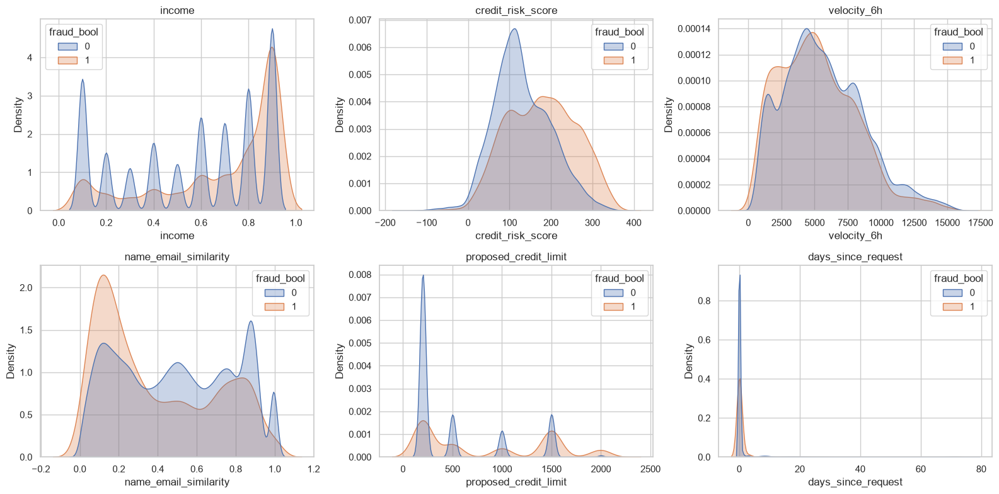 income
fraud_bool
0
1
Density
0
1
2
3
4
0.0 0.2 0.4 0.6 0.8 1.0
income
credit_risk_score
fraud_bool
0
1
Density
0.007
0.006
0.005
0.004
0.003
0.002
0.001
0.000
−200 −100 0 100 200 300 400
credit_risk_score
velocity_6h
fraud_bool
0
1
Density
0.00014
0.00012
0.00010
0.00008
0.00006
0.00004
0.00002
0.00000
0 2500 5000 7500 10000 12500 15000 17500
velocity_6h
name_email_similarity
fraud_bool
0
1
Density
2.0
1.5
1.0
0.5
0.0
−0.2 0.0 0.2 0.4 0.6 0.8 1.0 1.2
name_email_similarity
proposed_credit_limit
fraud_bool
0
1
Density
0.008
0.007
0.006
0.005
0.004
0.003
0.002
0.001
0.000
0 500 1000 1500 2000 2500
proposed_credit_limit
days_since_request
fraud_bool
0
1
Density
0.8
0.6
0.4
0.2
0.0
0 20 40 60 80
days_since_request